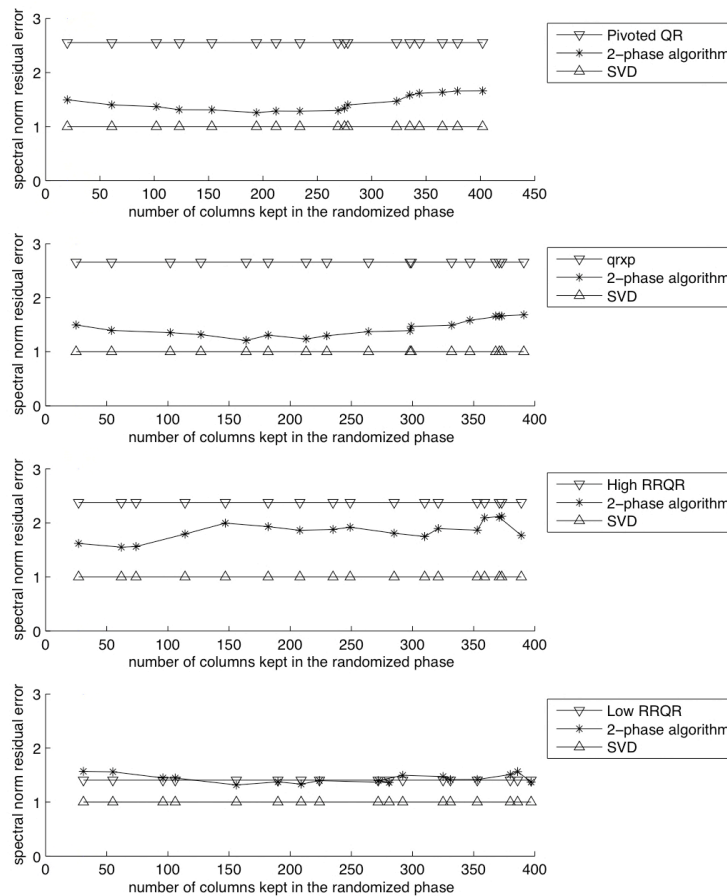 3
2
1
0
spectral norm residual error
0 50 100 150 200 250 300 350 400 450
number of columns kept in the randomized phase
Pivoted QR
2−phase algorithm
SVD
3
2
1
0
spectral norm residual error
0 50 100 150 200 250 300 350 400
number of columns kept in the randomized phase
qrxp
2−phase algorithm
SVD
3
2
1
0
spectral norm residual error
0 50 100 150 200 250 300 350 400
number of columns kept in the randomized phase
High RRQR
2−phase algorithm
SVD
3
2
1
0
spectral norm residual error
0 50 100 150 200 250 300 350 400
number of columns kept in the randomized phase
Low RRQR
2−phase algorithm
SVD